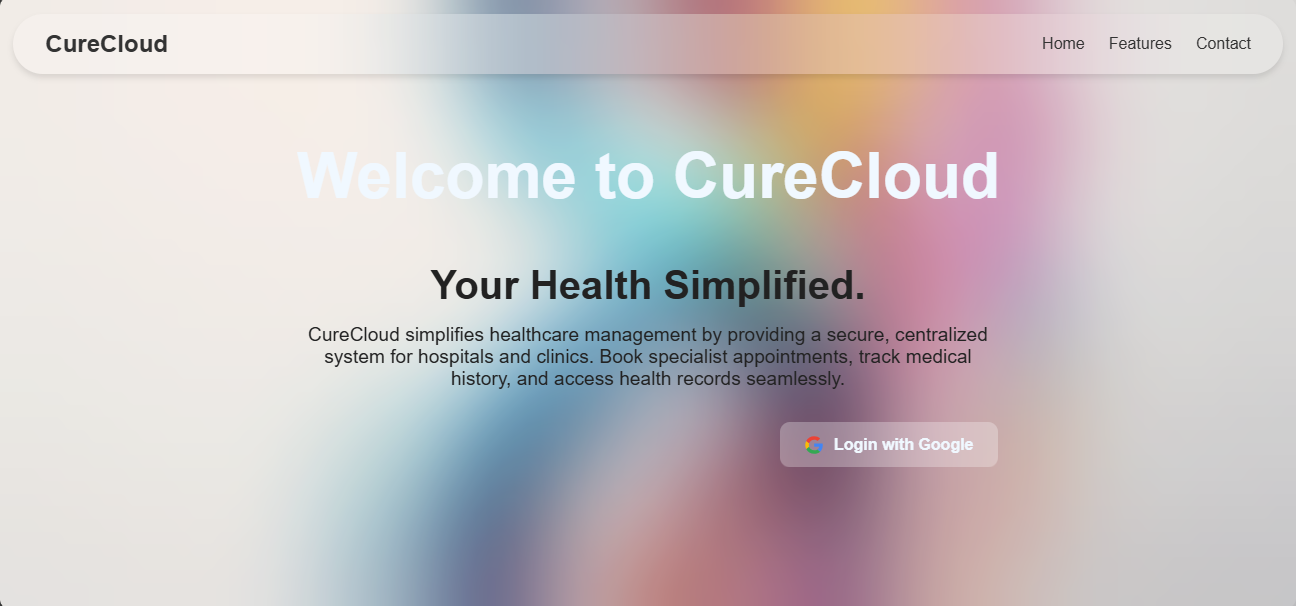 CureCloud
Home Features Contact
Welcome to CureCloud
Your Health Simplified.
CureCloud simplifies healthcare management by providing a secure, centralized
system for hospitals and clinics. Book specialist appointments, track medical
history, and access health records seamlessly.
Login with Google